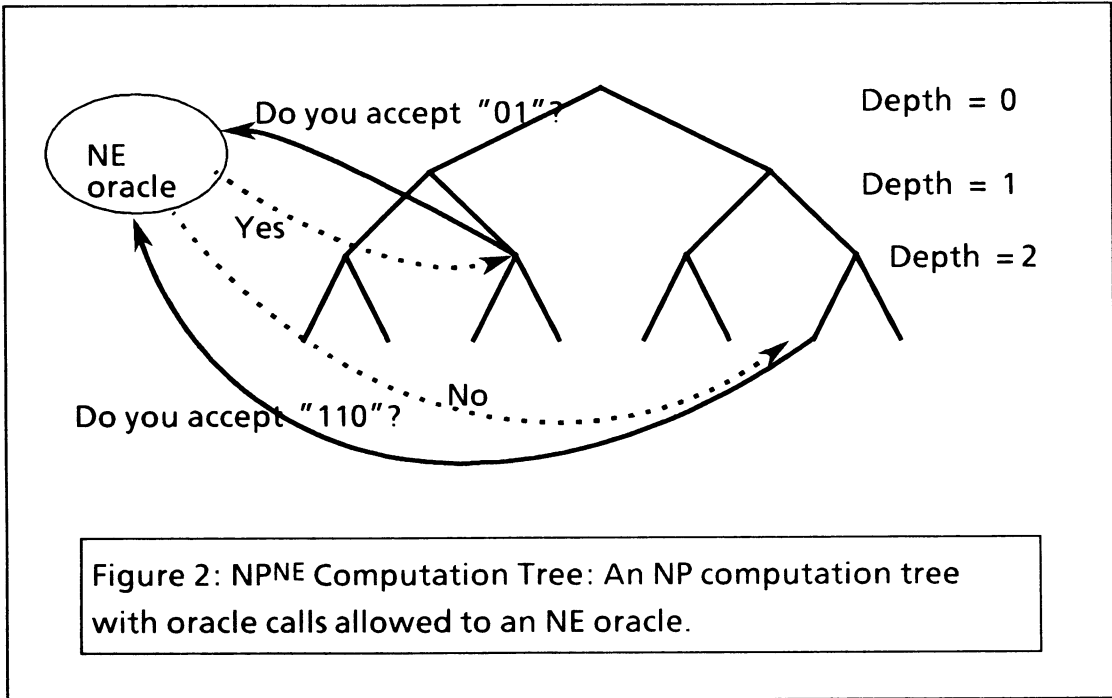 Do you accept "01"?
Depth = 0
NE
oracle
Depth = 1
Yes
Depth = 2
No
Do you accept "110"?
Figure 2: NPNE Computation Tree: An NP computation tree
with oracle calls allowed to an NE oracle.